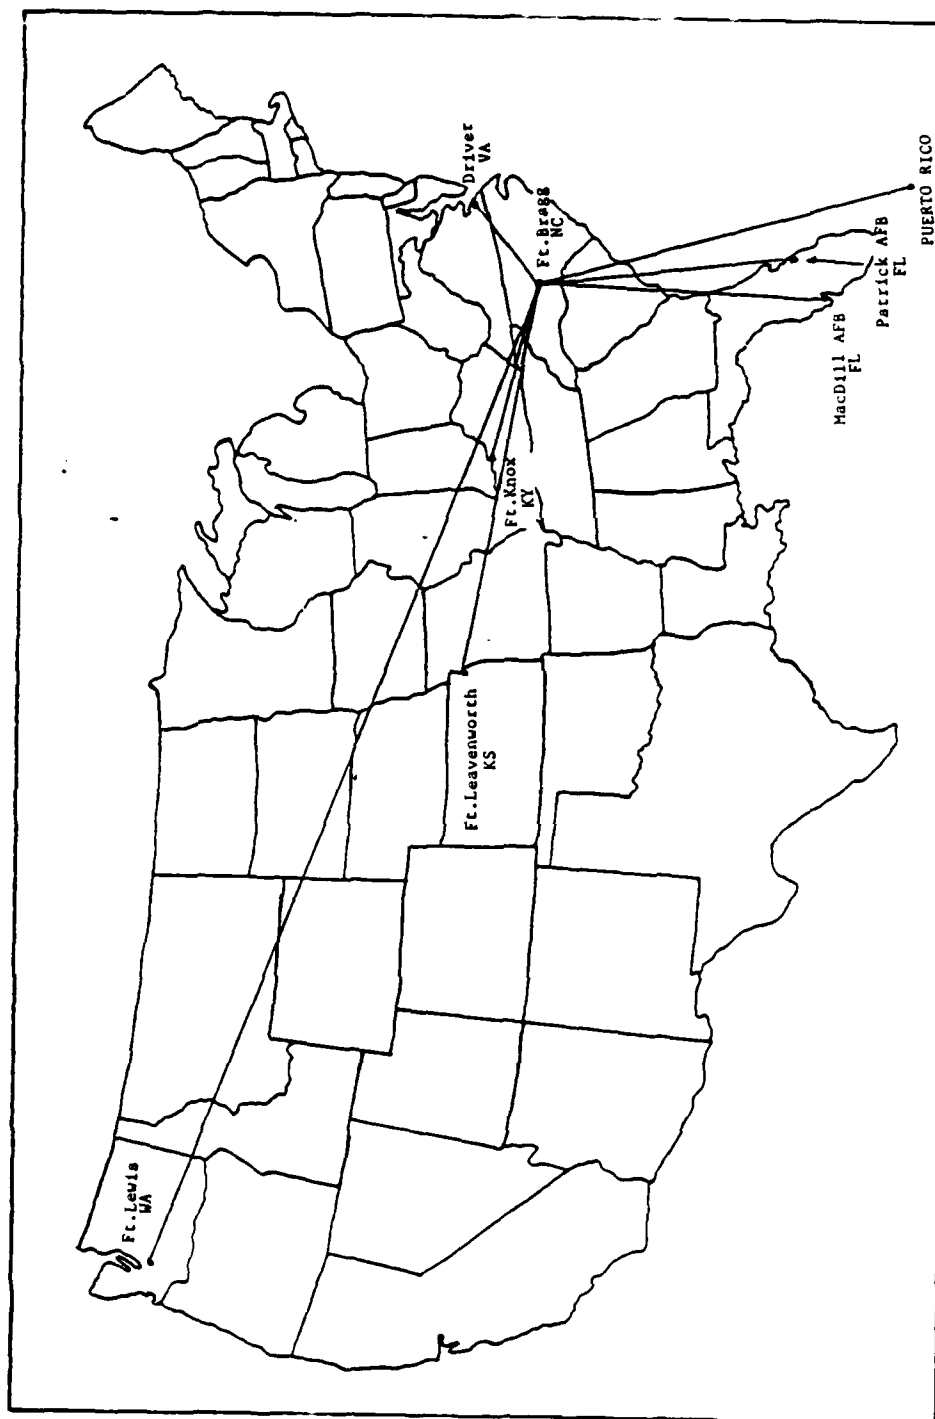 Ft.Lewis
WA
Ft.Leavenworth
KS
Ft.Knox
KY
Driver
VA
Ft.Bragg
NC
MacDill AFB
FL
Patrick AFB
FL
PUERTO RICO